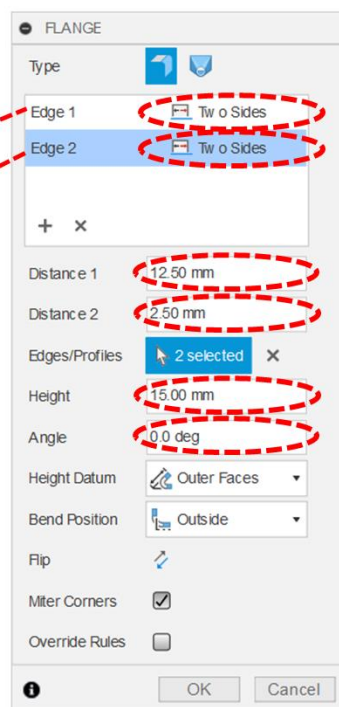 FLANGE
Type
Edge 1 Tw o Sides
Edge 2 Tw o Sides
Distance 1 12.50 mm
Distance 2 2.50 mm
Edges/Profiles 2 selected
Height 15.00 mm
Angle 0.0 deg
Height Datum Outer Faces
Bend Position Outside
Flip
Miter Corners
Override Rules
OK Cancel